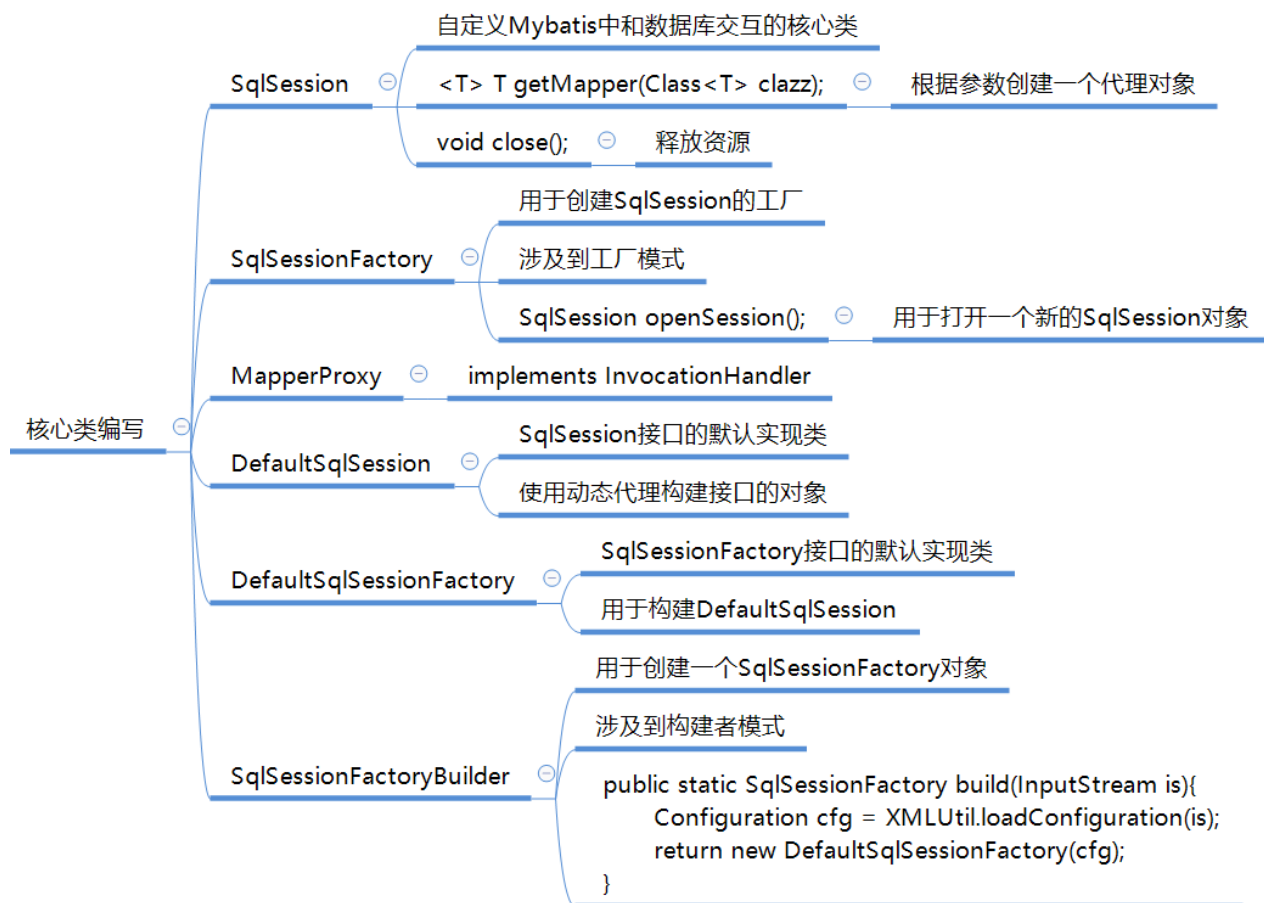 核心类编写
SqlSession
自定义Mybatis中和数据库交互的核心类
<T> T getMapper(Class<T> clazz);
根据参数创建一个代理对象
void close();
释放资源
SqlSessionFactory
用于创建SqlSession的工厂
涉及到工厂模式
SqlSession openSession();
用于打开一个新的SqlSession对象
MapperProxy
implements InvocationHandler
DefaultSqlSession
SqlSession接口的默认实现类
使用动态代理构建接口的对象
DefaultSqlSessionFactory
SqlSessionFactory接口的默认实现类
用于构建DefaultSqlSession
SqlSessionFactoryBuilder
用于创建一个SqlSessionFactory对象
涉及到构建者模式
public static SqlSessionFactory build(InputStream is){
Configuration cfg = XMLUtil.loadConfiguration(is);
return new DefaultSqlSessionFactory(cfg);
}